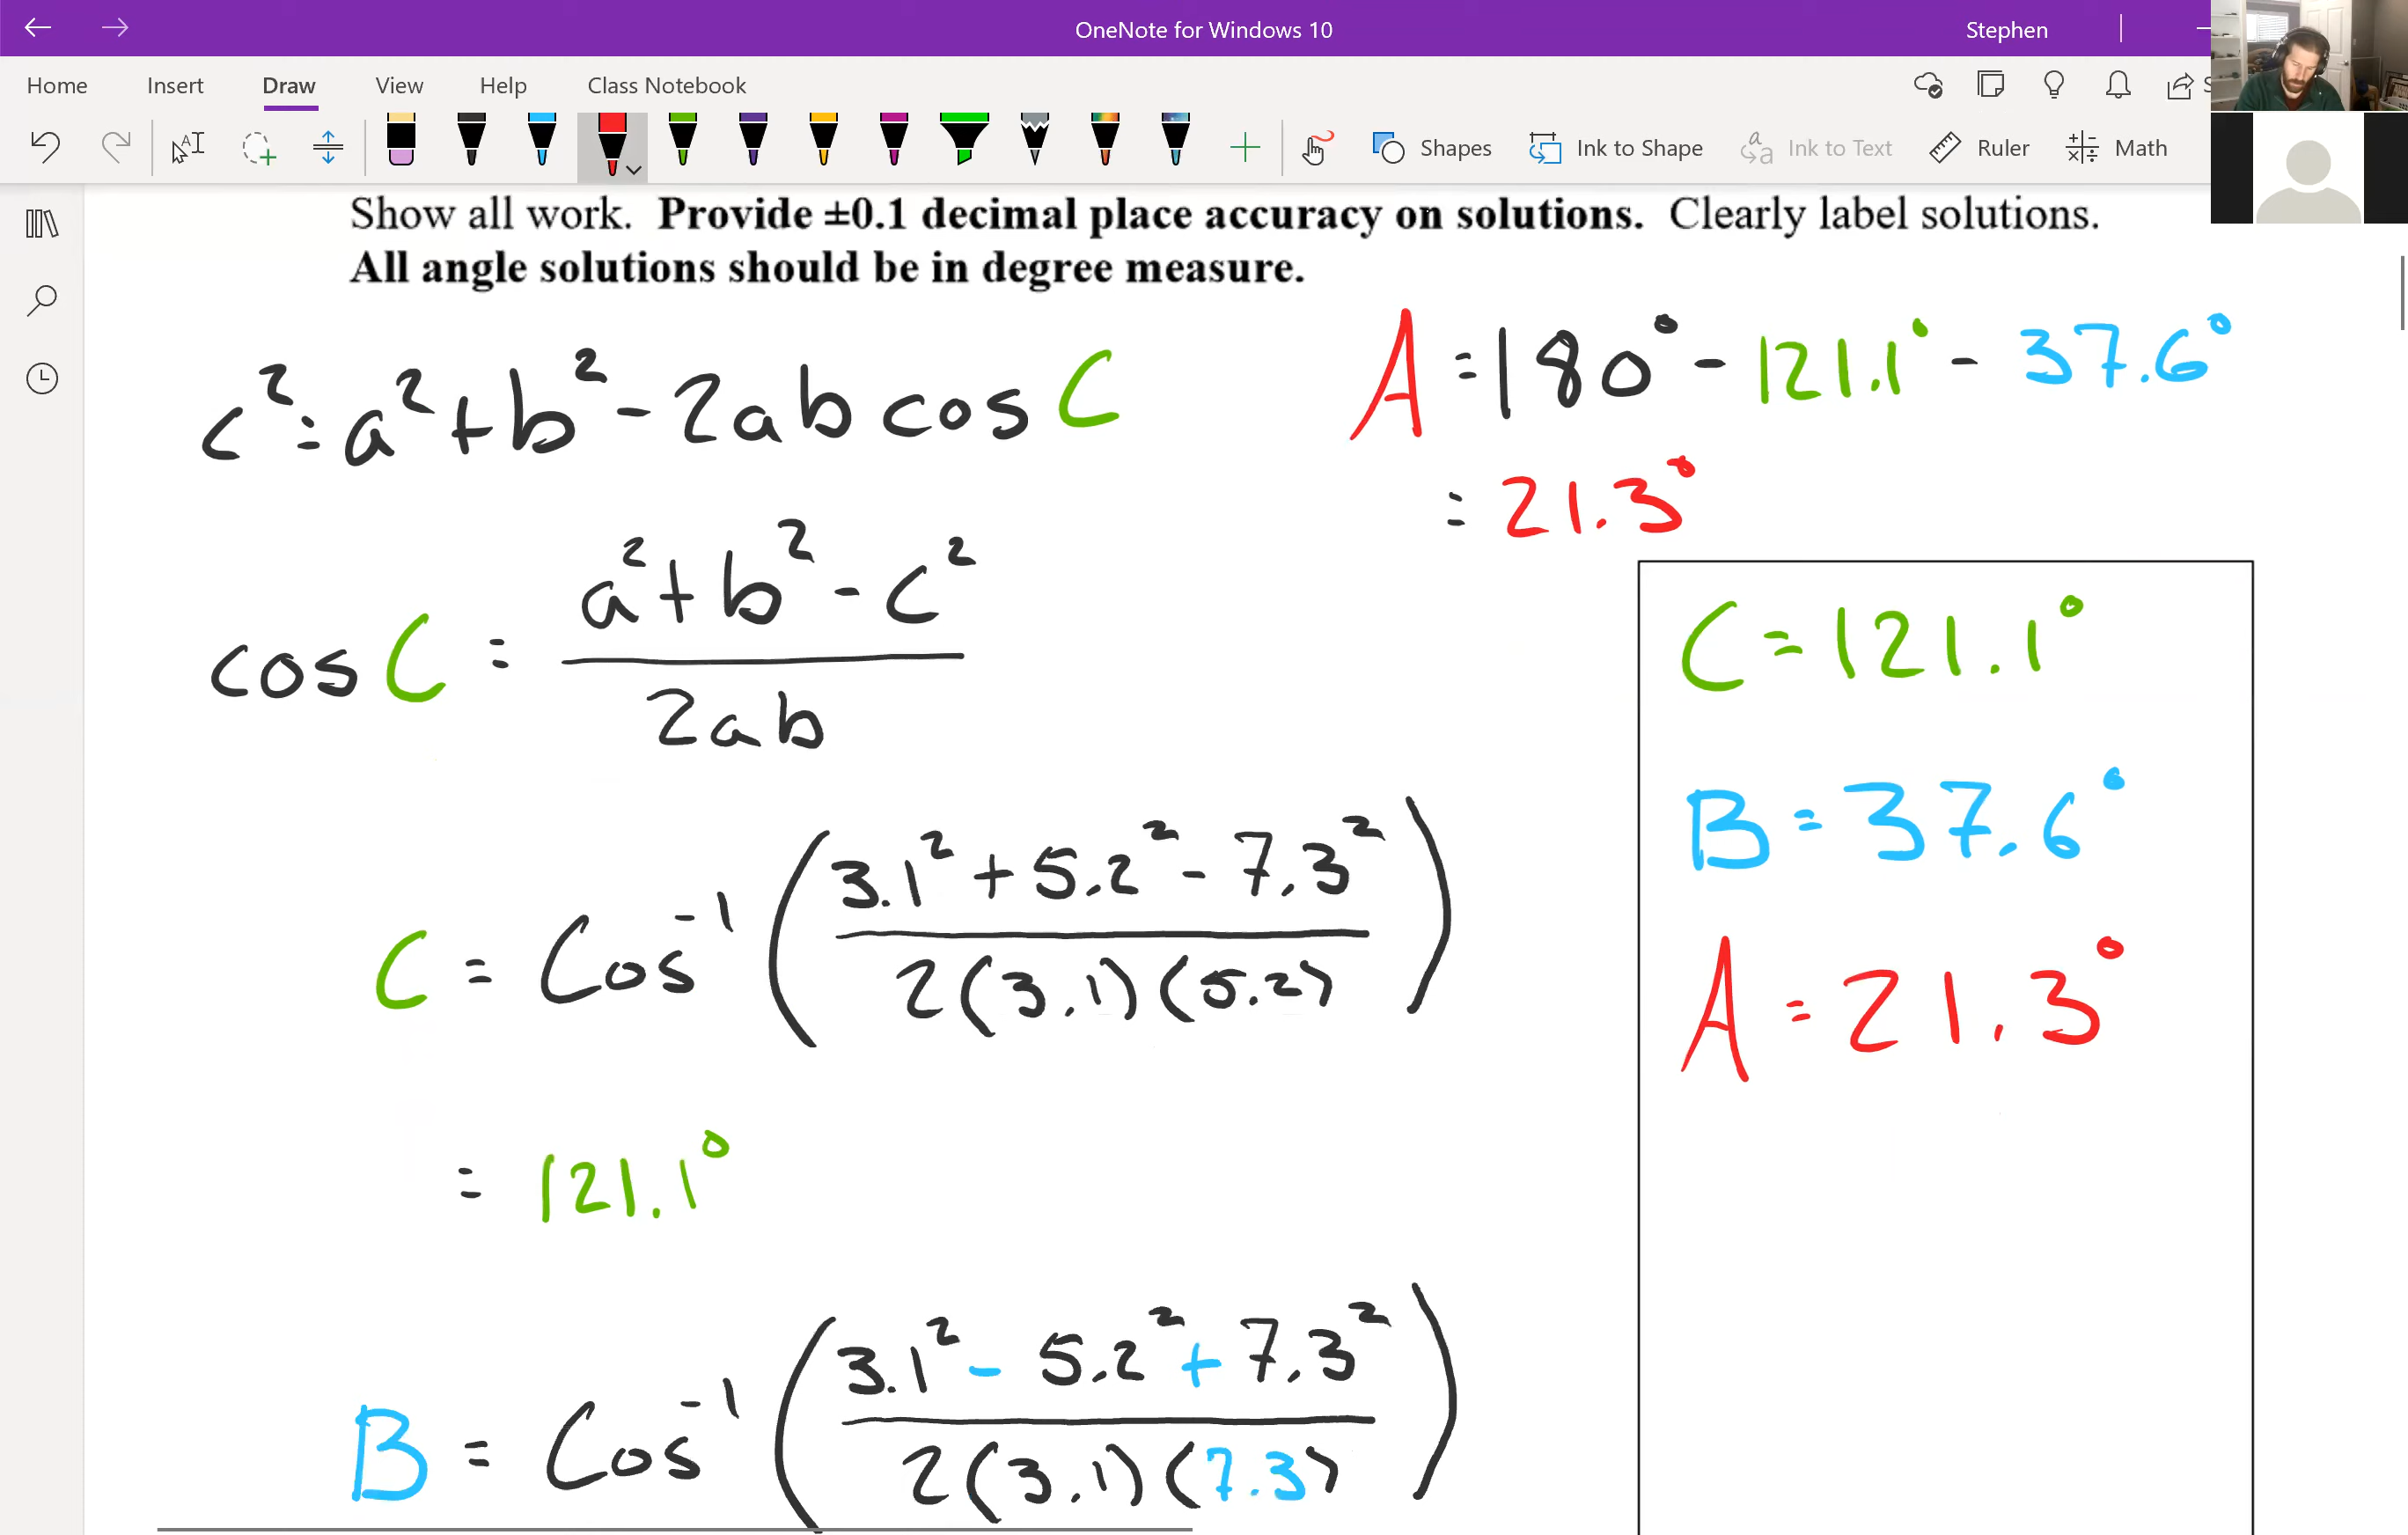 OneNote for Windows 10
Stephen
Home Insert Draw View Help Class Notebook
Shapes Ink to Shape Ink to Text Ruler Math
Show all work. Provide ±0.1 decimal place accuracy on solutions. Clearly label solutions.
All angle solutions should be in degree measure.
c² = a² + b² - 2ab cos C
cos C = (a² + b² - c²) / 2ab
C = Cos⁻¹ ((3.1² + 5.2² - 7.3²) / 2(3.1)(5.2))
= 121.1°
B = Cos⁻¹ ((3.1² - 5.2² + 7.3²) / 2(3.1)(7.3))
A = 180° - 121.1° - 37.6°
= 21.3°
C = 121.1°
B = 37.6°
A = 21.3°